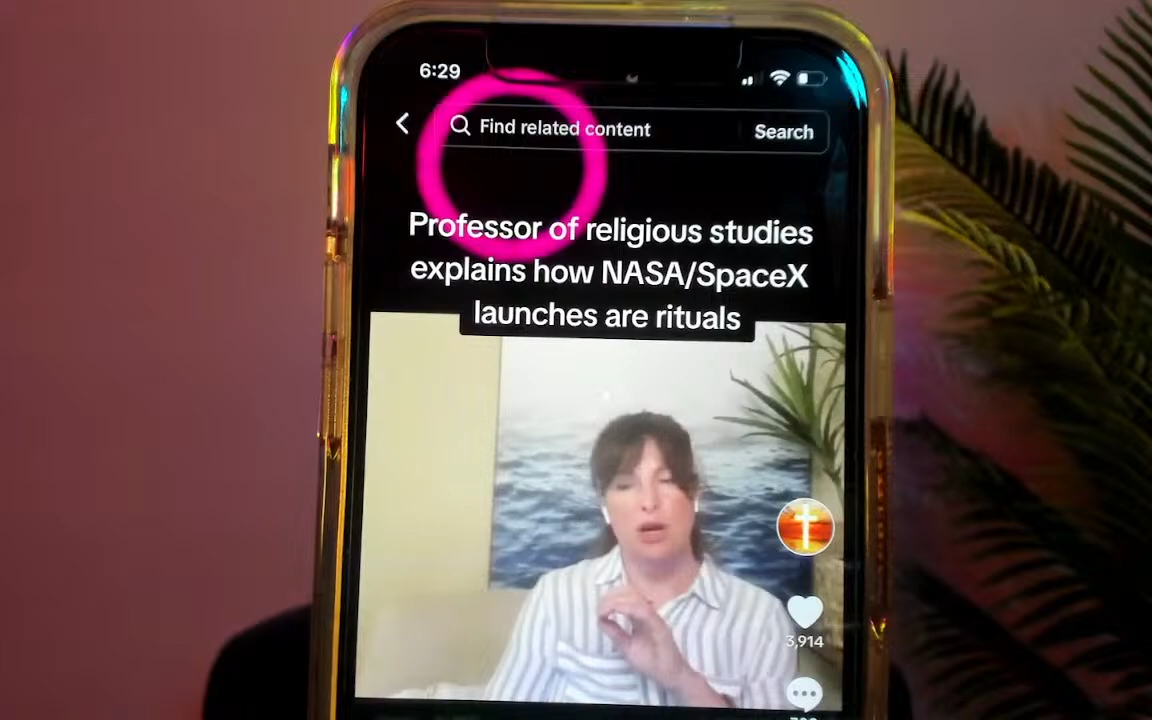 6:29
Find related content Search
Professor of religious studies
explains how NASA/SpaceX
launches are rituals
3,914